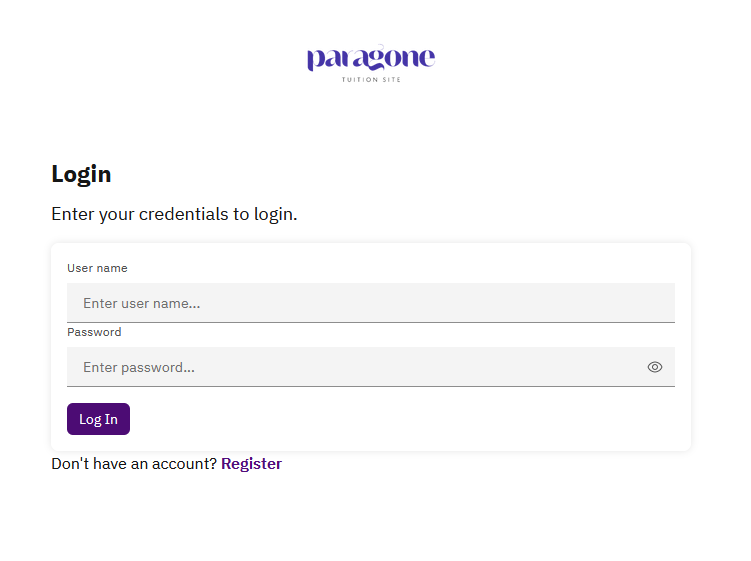 paragone
TUITION SITE
Login
Enter your credentials to login.
User name
Enter user name...
Password
Enter password...
Log In
Don't have an account? Register